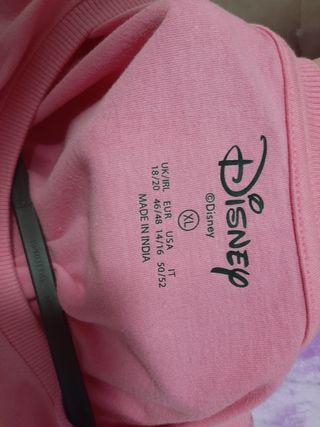 Disney
©Disney
XL
UK/IRL EUR USA IT
18/20 46/48 14/16 50/52
MADE IN INDIA